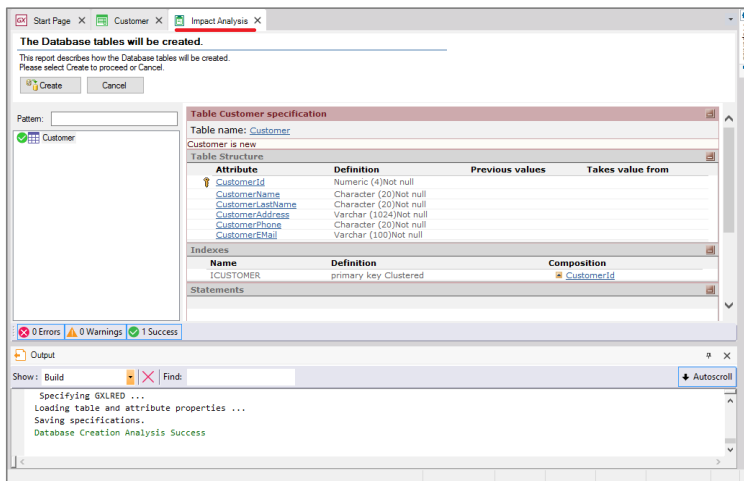 GX Start Page X Customer X Impact Analysis X
The Database tables will be created.
This report describes how the Database tables will be created.
Please select Create to proceed or Cancel.
Create Cancel
Pattern:
Customer
Table Customer specification
Table name: Customer
Customer is new
Table Structure
Attribute Definition Previous values Takes value from
CustomerId Numeric (4)Not null
CustomerName Character (20)Not null
CustomerLastName Character (20)Not null
CustomerAddress Varchar (1024)Not null
CustomerPhone Character (20)Not null
CustomerEMail Varchar (100)Not null
Indexes
Name Definition Composition
ICUSTOMER primary key Clustered CustomerId
Statements
0 Errors 0 Warnings 1 Success
Output
Show: Build Find: Autoscroll
Specifying GXLRED ...
Loading table and attribute properties ...
Saving specifications.
Database Creation Analysis Success